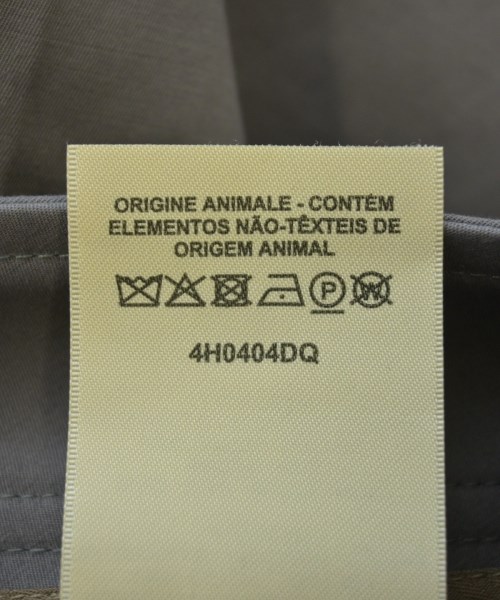 ORIGINE ANIMALE - CONTÉM
ELEMENTOS NÃO-TÊXTEIS DE
ORIGEM ANIMAL
P W
4H0404DQ